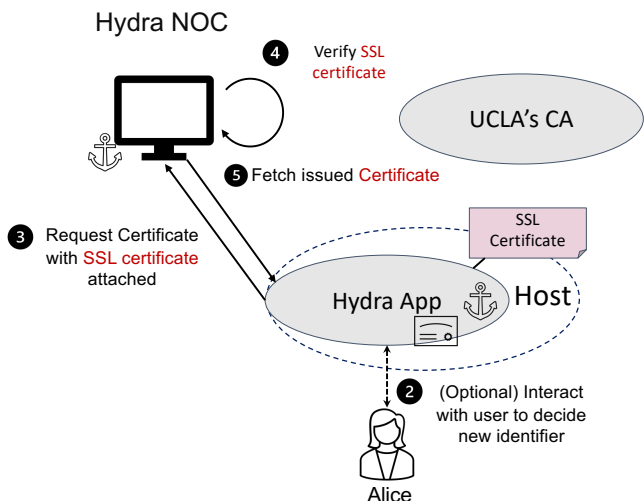 Hydra NOC
4
Verify SSL
certificate
UCLA's CA
5 Fetch issued Certificate
3
Request Certificate
with SSL certificate
attached
SSL
Certificate
Hydra App
Host
2
(Optional) Interact
with user to decide
new identifier
Alice